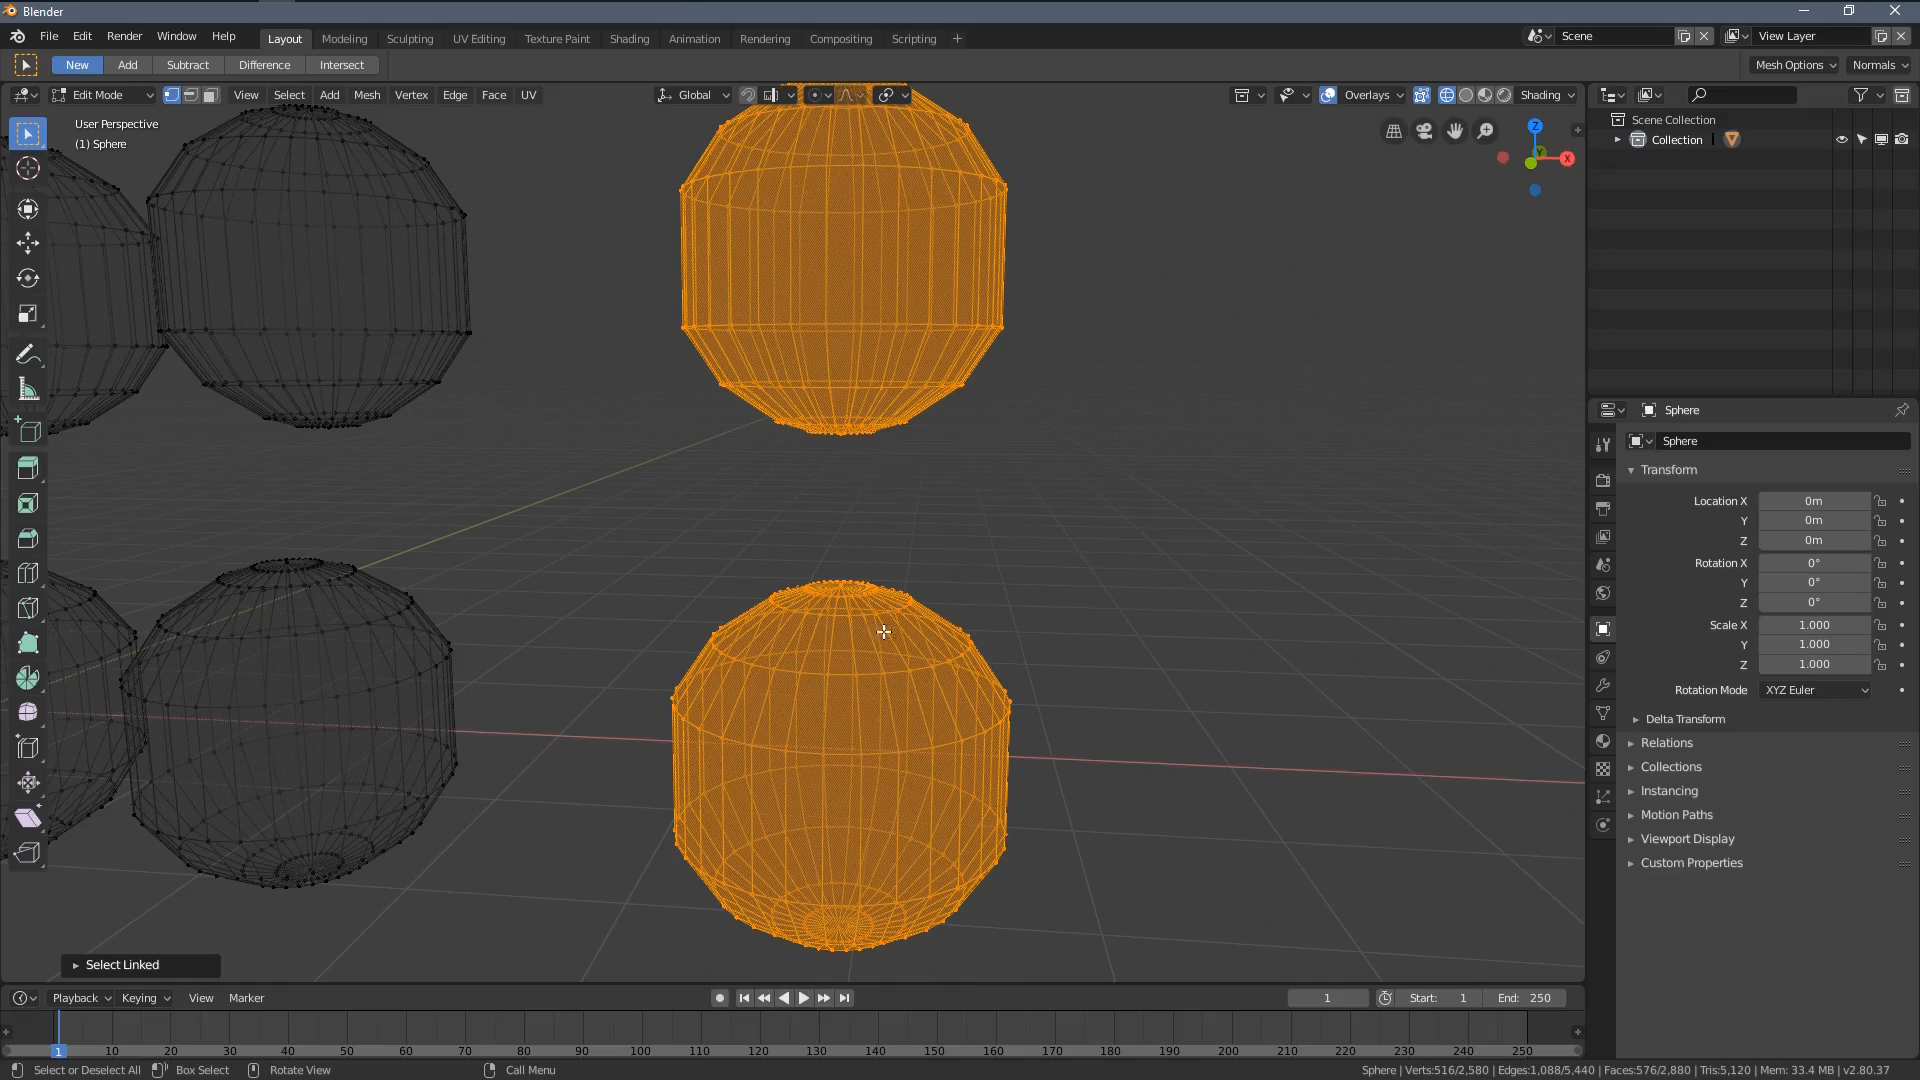 Blender
File Edit Render Window Help
Layout Modeling Sculpting UV Editing Texture Paint Shading Animation Rendering Compositing Scripting +
Scene
View Layer
New Add Subtract Difference Intersect
Mesh Options Normals
Edit Mode View Select Add Mesh Vertex Edge Face UV
Global
Overlays
Shading
User Perspective
(1) Sphere
Z
Y
X
Scene Collection
Collection
Sphere
Sphere
Transform
Location X 0m
Y 0m
Z 0m
Rotation X 0°
Y 0°
Z 0°
Scale X 1.000
Y 1.000
Z 1.000
Rotation Mode XYZ Euler
Delta Transform
Relations
Collections
Instancing
Motion Paths
Viewport Display
Custom Properties
Select Linked
Playback Keying View Marker
1 Start: 1 End: 250
1 10 20 30 40 50 60 70 80 90 100 110 120 130 140 150 160 170 180 190 200 210 220 230 240 250
Select or Deselect All Box Select Rotate View Call Menu
Sphere | Verts:516/2,580 | Edges:1,088/5,440 | Faces:576/2,880 | Tris:5,120 | Mem: 33.4 MB | v2.80.37